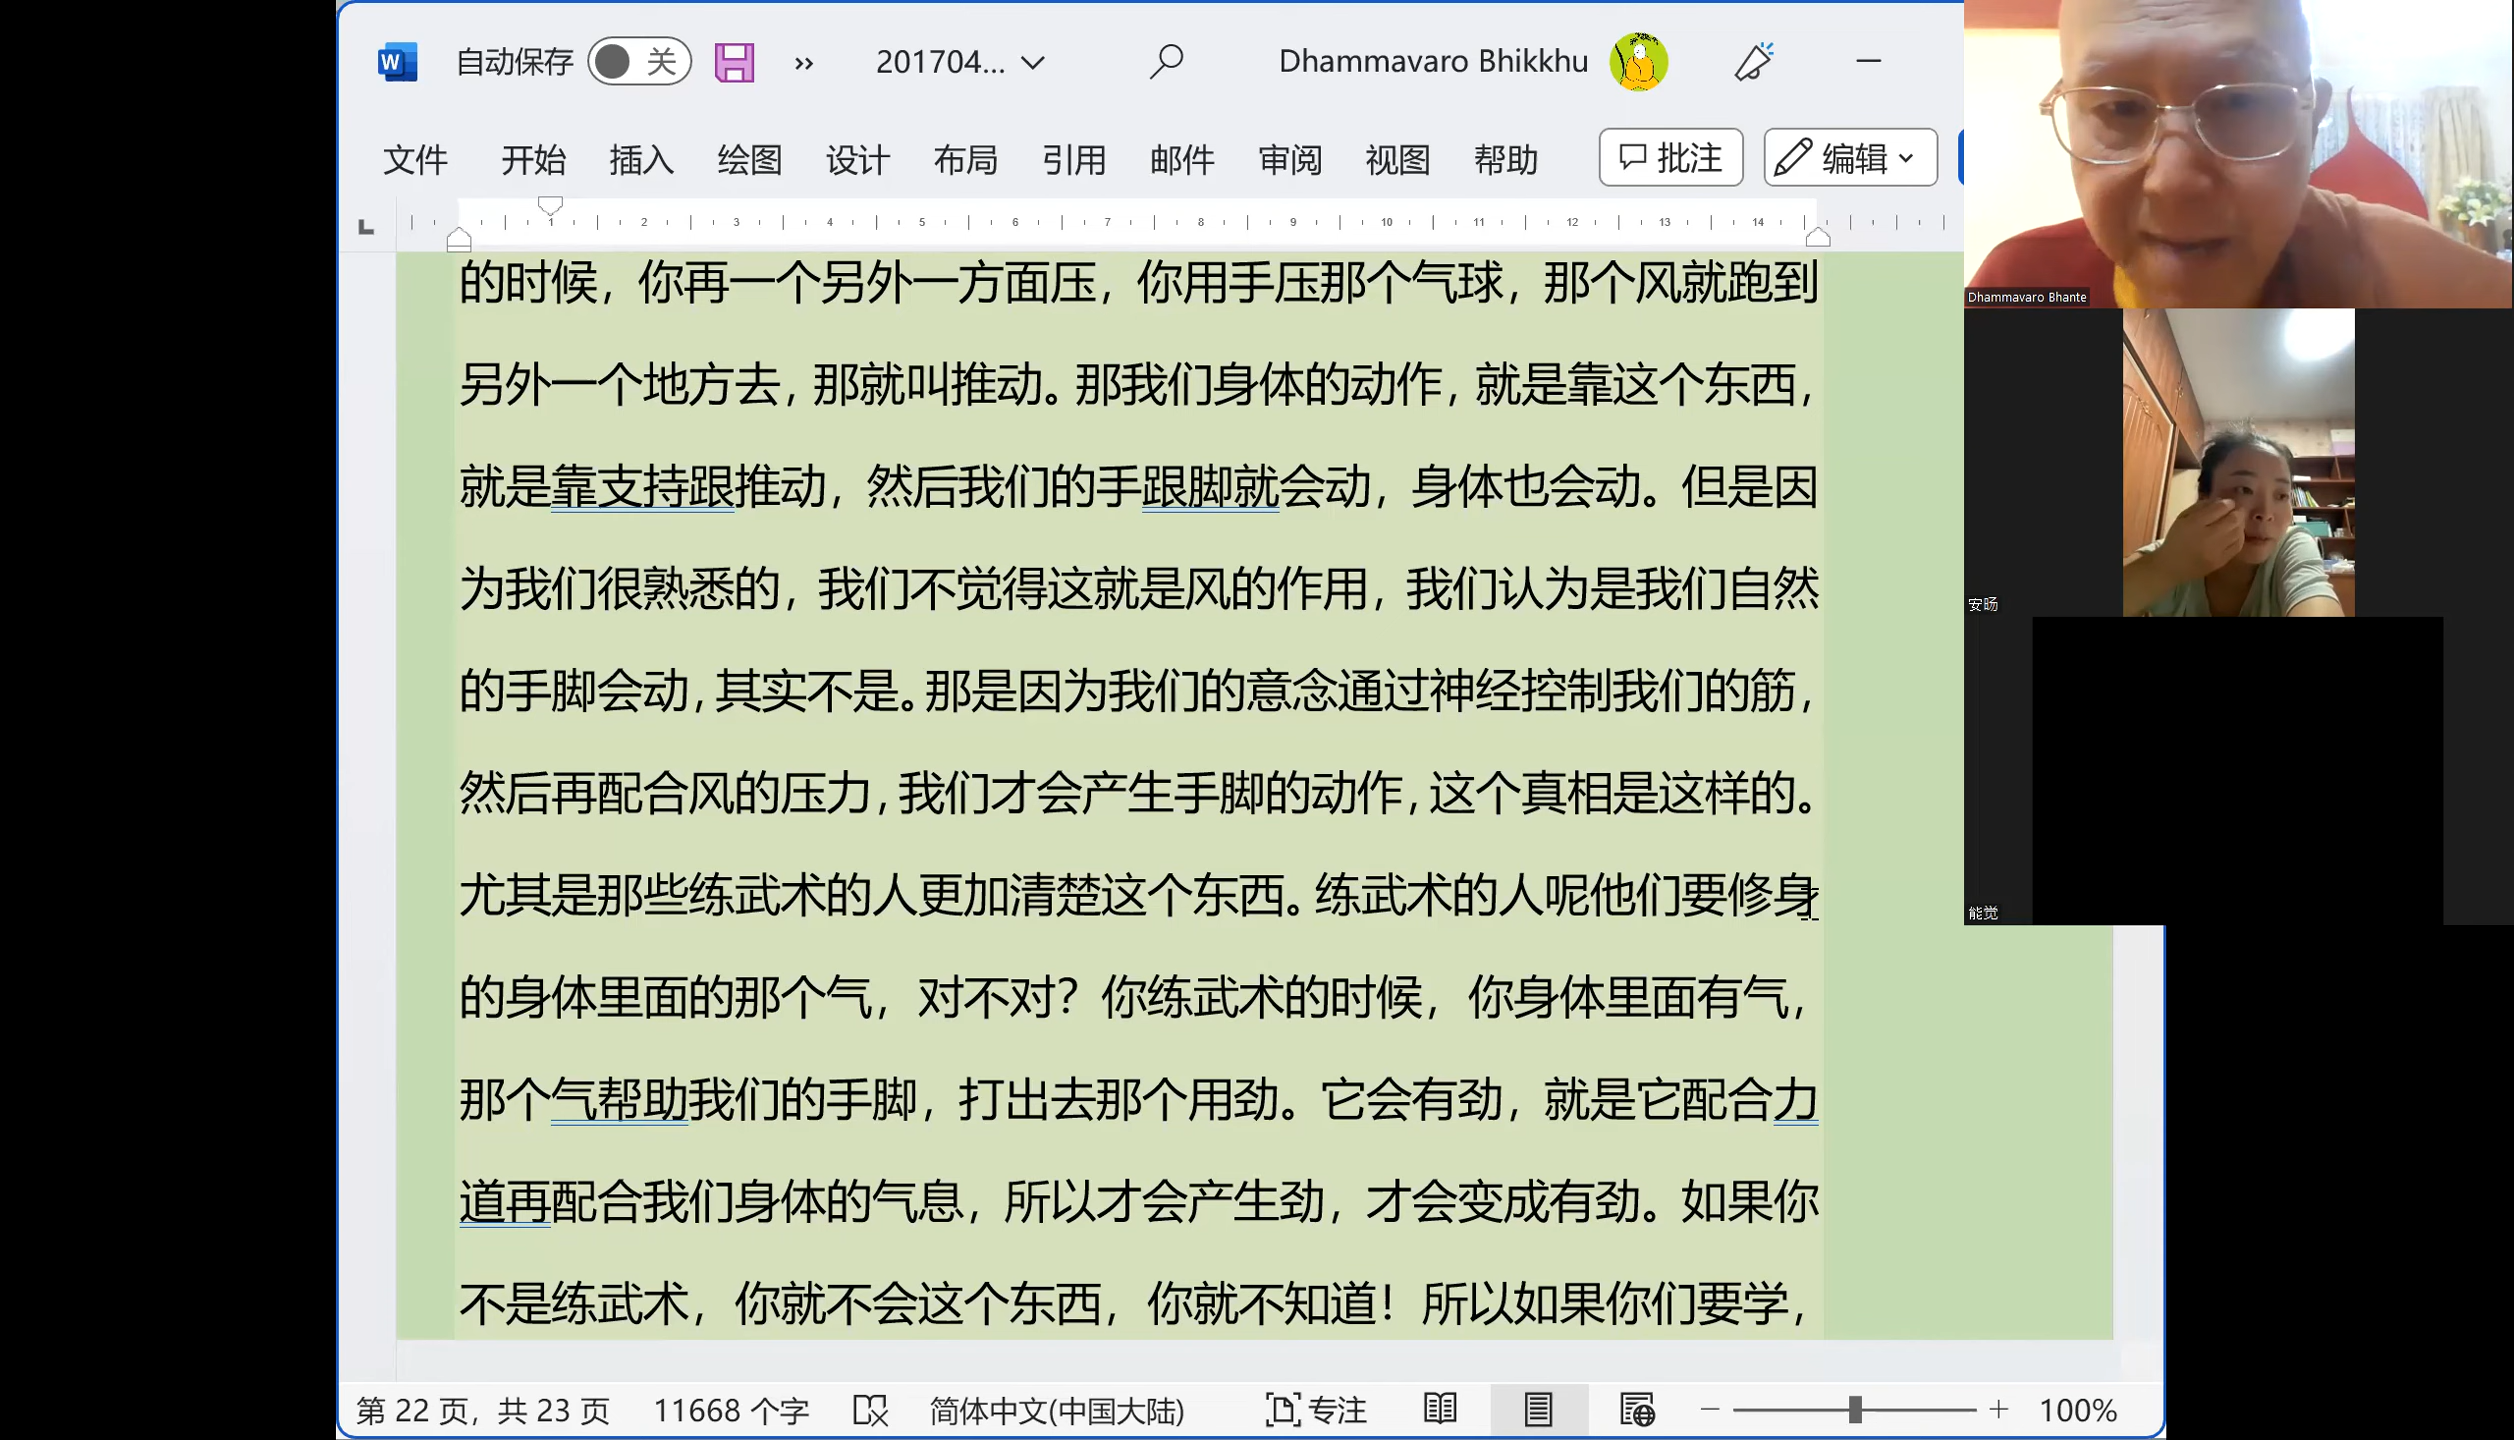 自动保存 关 201704... Dhammavaro Bhikkhu
文件 开始 插入 绘图 设计 布局 引用 邮件 审阅 视图 帮助 批注 编辑
1 2 3 4 5 6 7 8 9 10 11 12 13 14
的时候，你再一个另外一方面压，你用手压那个气球，那个风就跑到
另外一个地方去，那就叫推动。那我们身体的动作，就是靠这个东西，
就是靠支持跟推动，然后我们的手跟脚就会动，身体也会动。但是因
为我们很熟悉的，我们不觉得这就是风的作用，我们认为是我们自然
的手脚会动，其实不是。那是因为我们的意念通过神经控制我们的筋，
然后再配合风的压力，我们才会产生手脚的动作，这个真相是这样的。
尤其是那些练武术的人更加清楚这个东西。练武术的人呢他们要修身
的身体里面的那个气，对不对？你练武术的时候，你身体里面有气，
那个气帮助我们的手脚，打出去那个用劲。它会有劲，就是它配合力
道再配合我们身体的气息，所以才会产生劲，才会变成有劲。如果你
不是练武术，你就不会这个东西，你就不知道！所以如果你们要学，
第 22 页，共 23 页 11668 个字 简体中文(中国大陆) 专注 100%
Dhammavaro Bhante
安旸
能觉